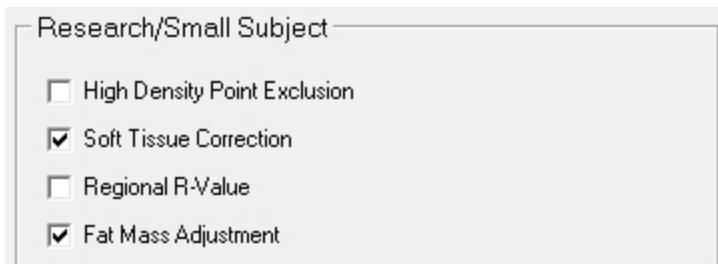 Research/Small Subject
High Density Point Exclusion
Soft Tissue Correction
Regional R-Value
Fat Mass Adjustment